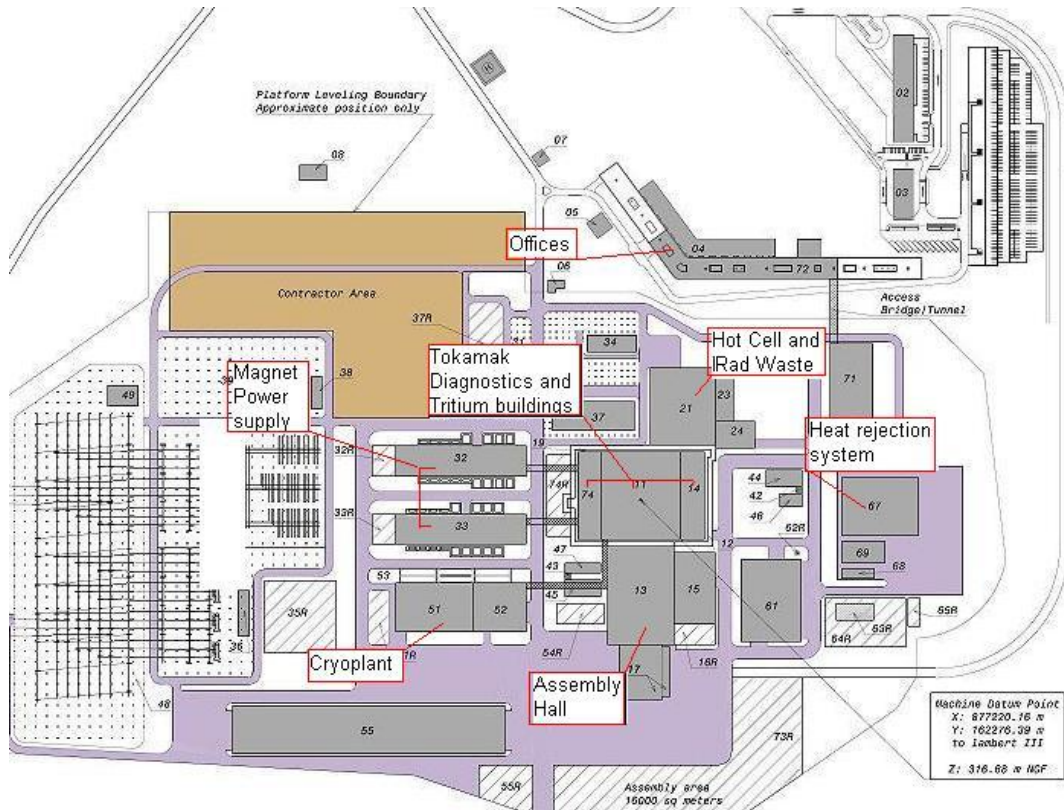 H
02
Platform Leveling Boundary
Approximate position only
07
08
03
05
Offices
04
72
06
Contractor Area
Access
Bridge/Tunnel
37R
34
Tokamak
Diagnostics and
Tritium buildings
Hot Cell and
IRad Waste
71
Magnet
Power
supply
38
49
21
23
37
24
Heat rejection
system
19
32R
32
74R
74
11
14
44
42
46
67
33R
33
62R
12
47
43
45
69
68
53
51
52
13
15
61
35R
36
54R
16R
64R
63R
65R
Cryoplant
Assembly
Hall
17
48
55
Machine Datum Point
X: 877220.16 m
Y: 162276.39 m
to lambert III
Z: 316.68 m NGF
73R
55R
Assembly area
15000 sq meters